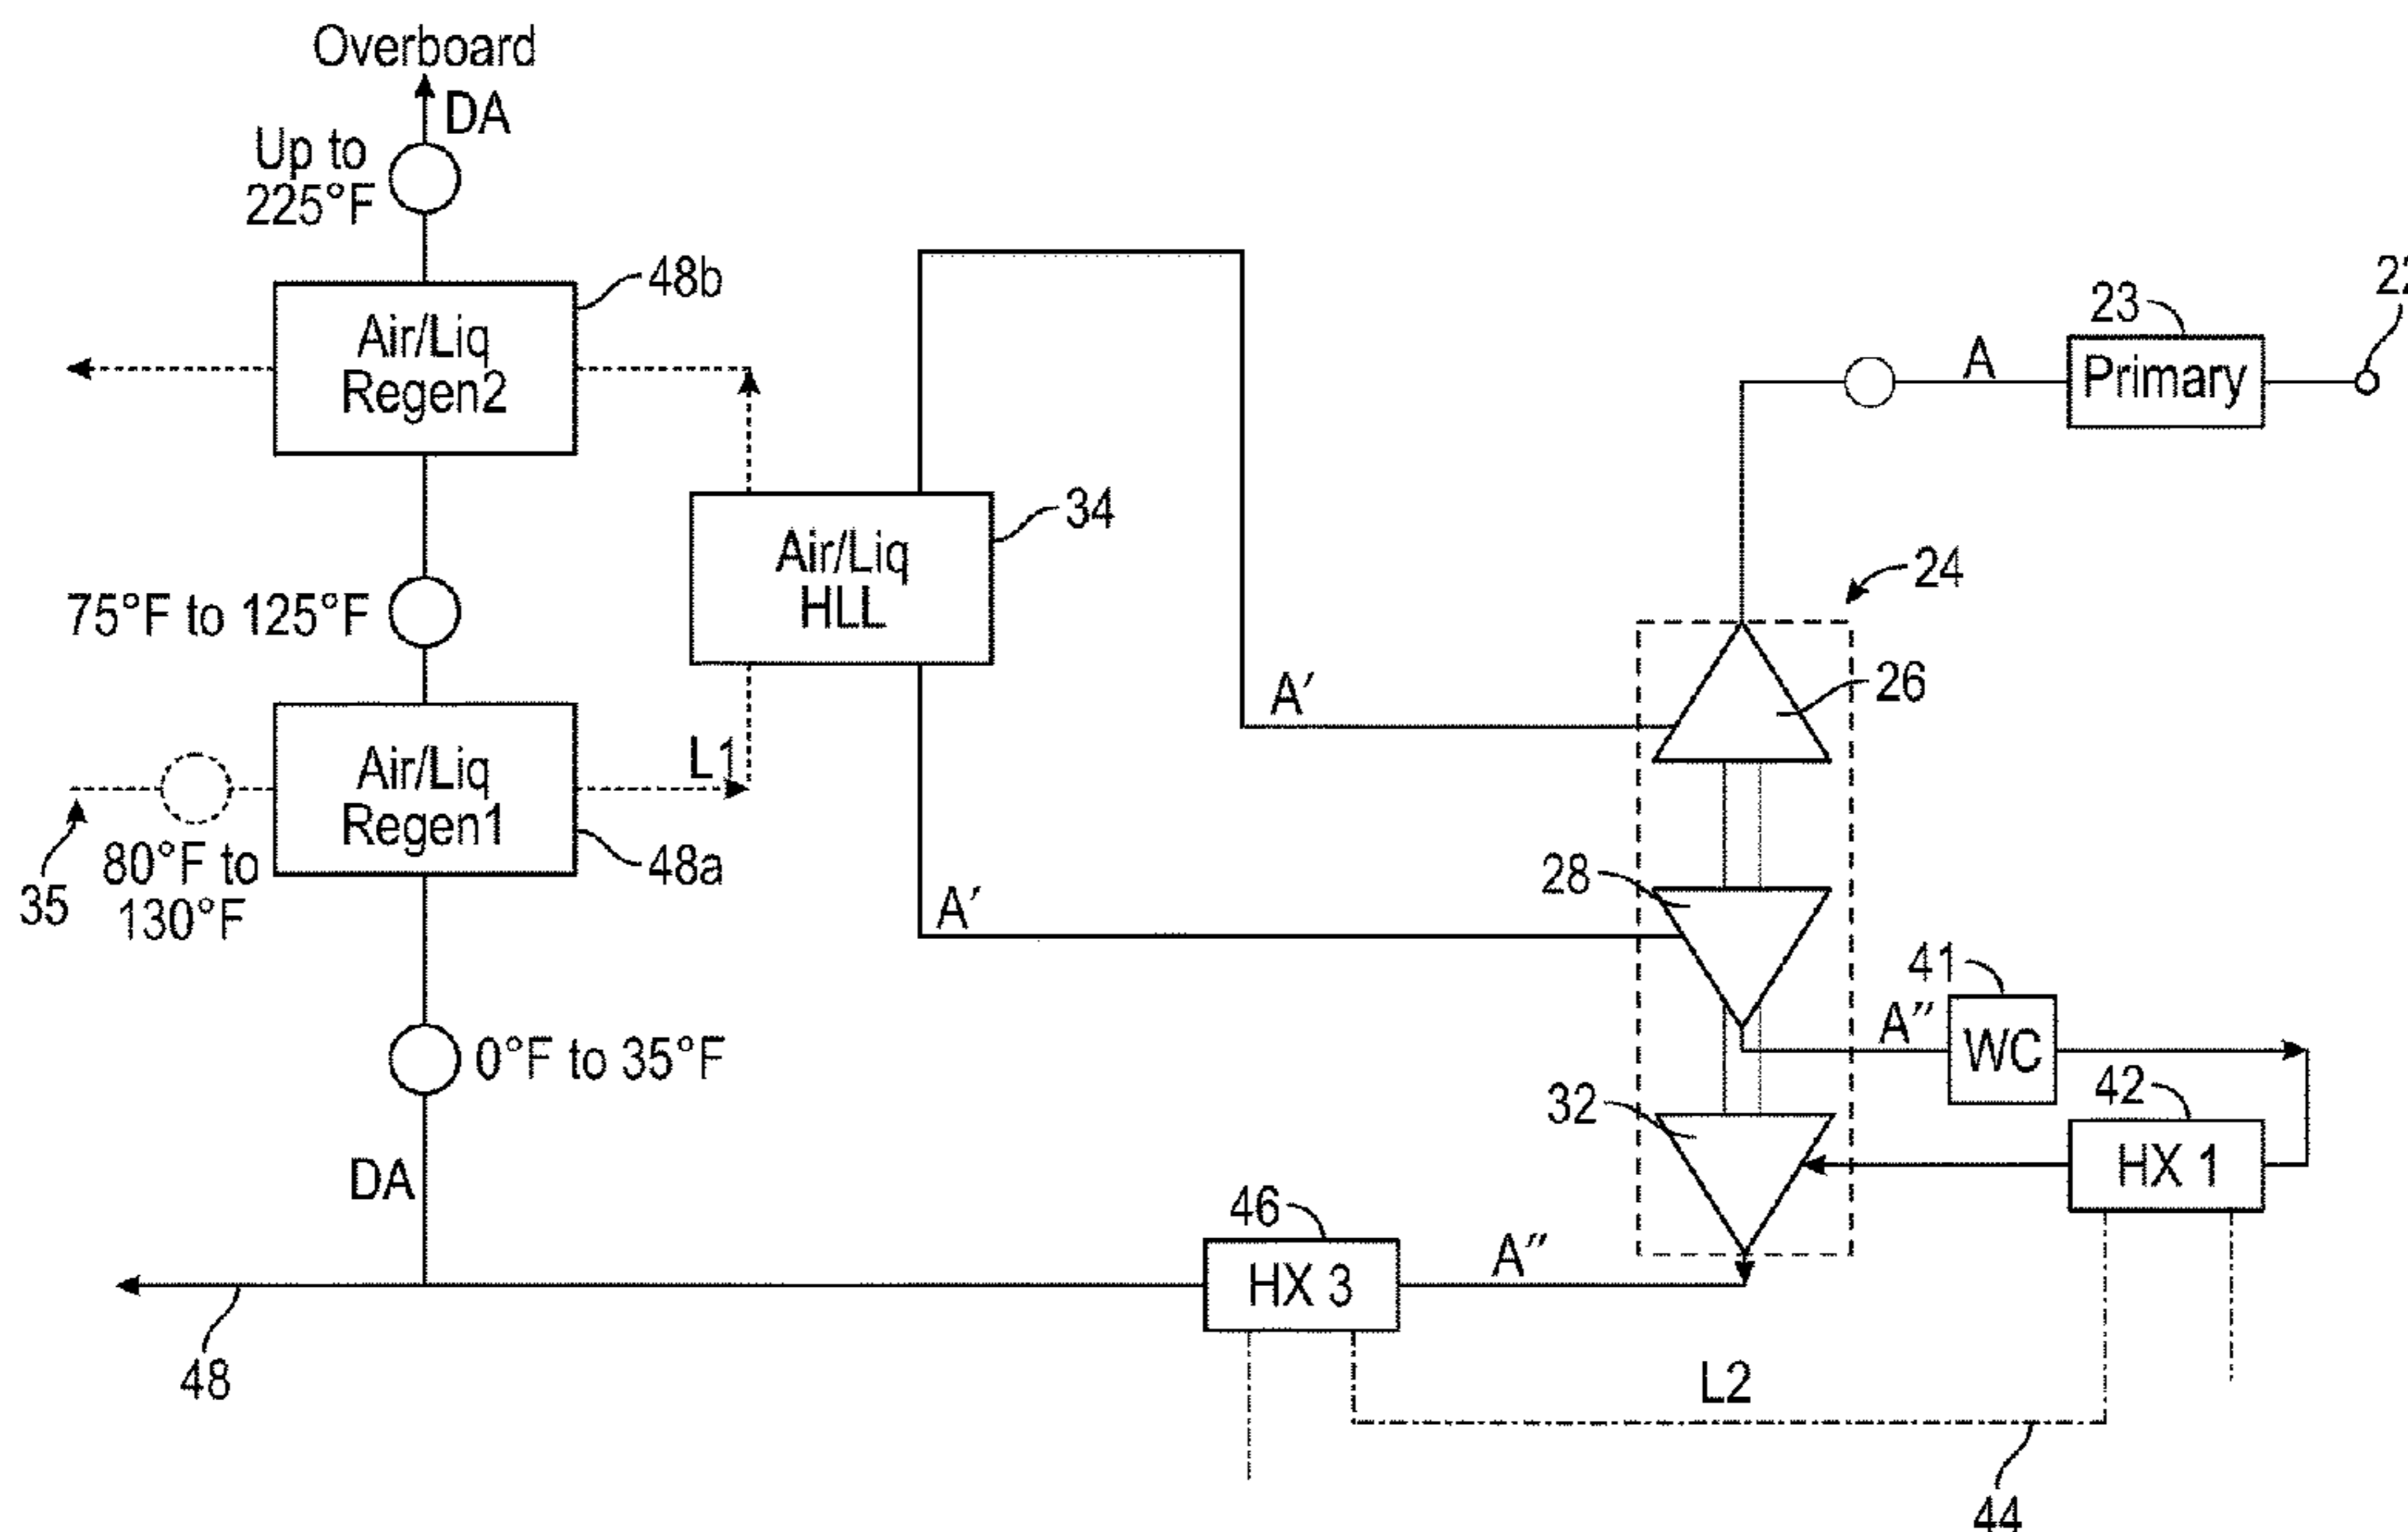 Overboard
DA
Up to
225°F
48b
Air/Liq
Regen2
23
Primary
A
34
Air/Liq
HLL
24
75°F to 125°F
A′
26
Air/Liq
Regen1
L1
48a
80°F to
130°F
35
A′
28
41
A″
WC
0°F to 35°F
42
32
HX 1
DA
46
A″
HX 3
48
L2
44